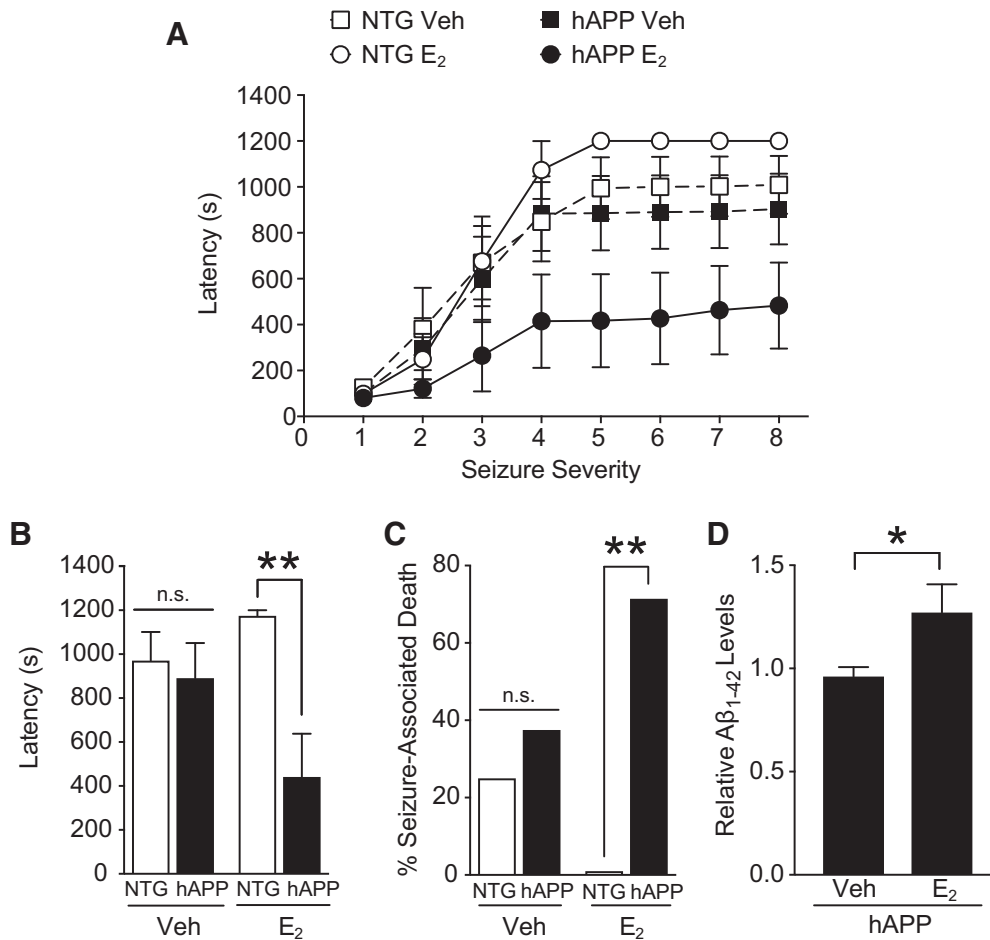 A
NTG Veh
hAPP Veh
NTG E₂
hAPP E₂
1400
1200
1000
800
600
400
200
0
Latency (s)
0 1 2 3 4 5 6 7 8
Seizure Severity
B
1400
1200
1000
800
600
400
200
0
Latency (s)
n.s.
**
NTG hAPP NTG hAPP
Veh E₂
C
80
60
40
20
0
% Seizure-Associated Death
n.s.
**
NTG hAPP NTG hAPP
Veh E₂
D
1.5
1.0
0.5
0.0
Relative Aβ₁₋₄₂ Levels
*
Veh E₂
hAPP